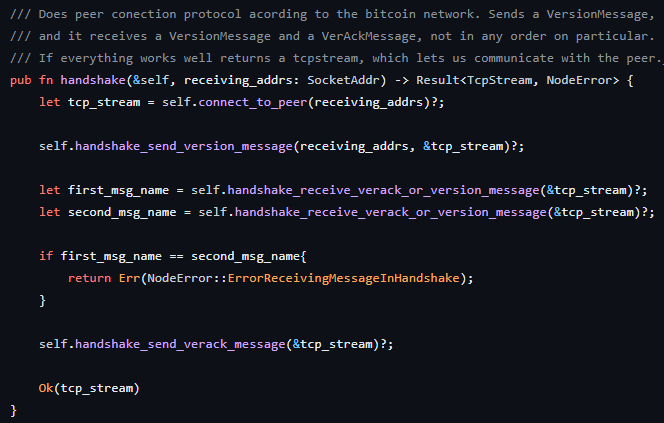 /// Does peer conection protocol acording to the bitcoin network. Sends a VersionMessage,
/// and it receives a VersionMessage and a VerAckMessage, not in any order on particular.
/// If everything works well returns a tcpstream, which lets us communicate with the peer.
pub fn handshake(&self, receiving_addrs: SocketAddr) -> Result<TcpStream, NodeError> {
    let tcp_stream = self.connect_to_peer(receiving_addrs)?;

    self.handshake_send_version_message(receiving_addrs, &tcp_stream)?;

    let first_msg_name = self.handshake_receive_verack_or_version_message(&tcp_stream)?;
    let second_msg_name = self.handshake_receive_verack_or_version_message(&tcp_stream)?;

    if first_msg_name == second_msg_name{
        return Err(NodeError::ErrorReceivingMessageInHandshake);
    }

    self.handshake_send_verack_message(&tcp_stream)?;

    Ok(tcp_stream)
}